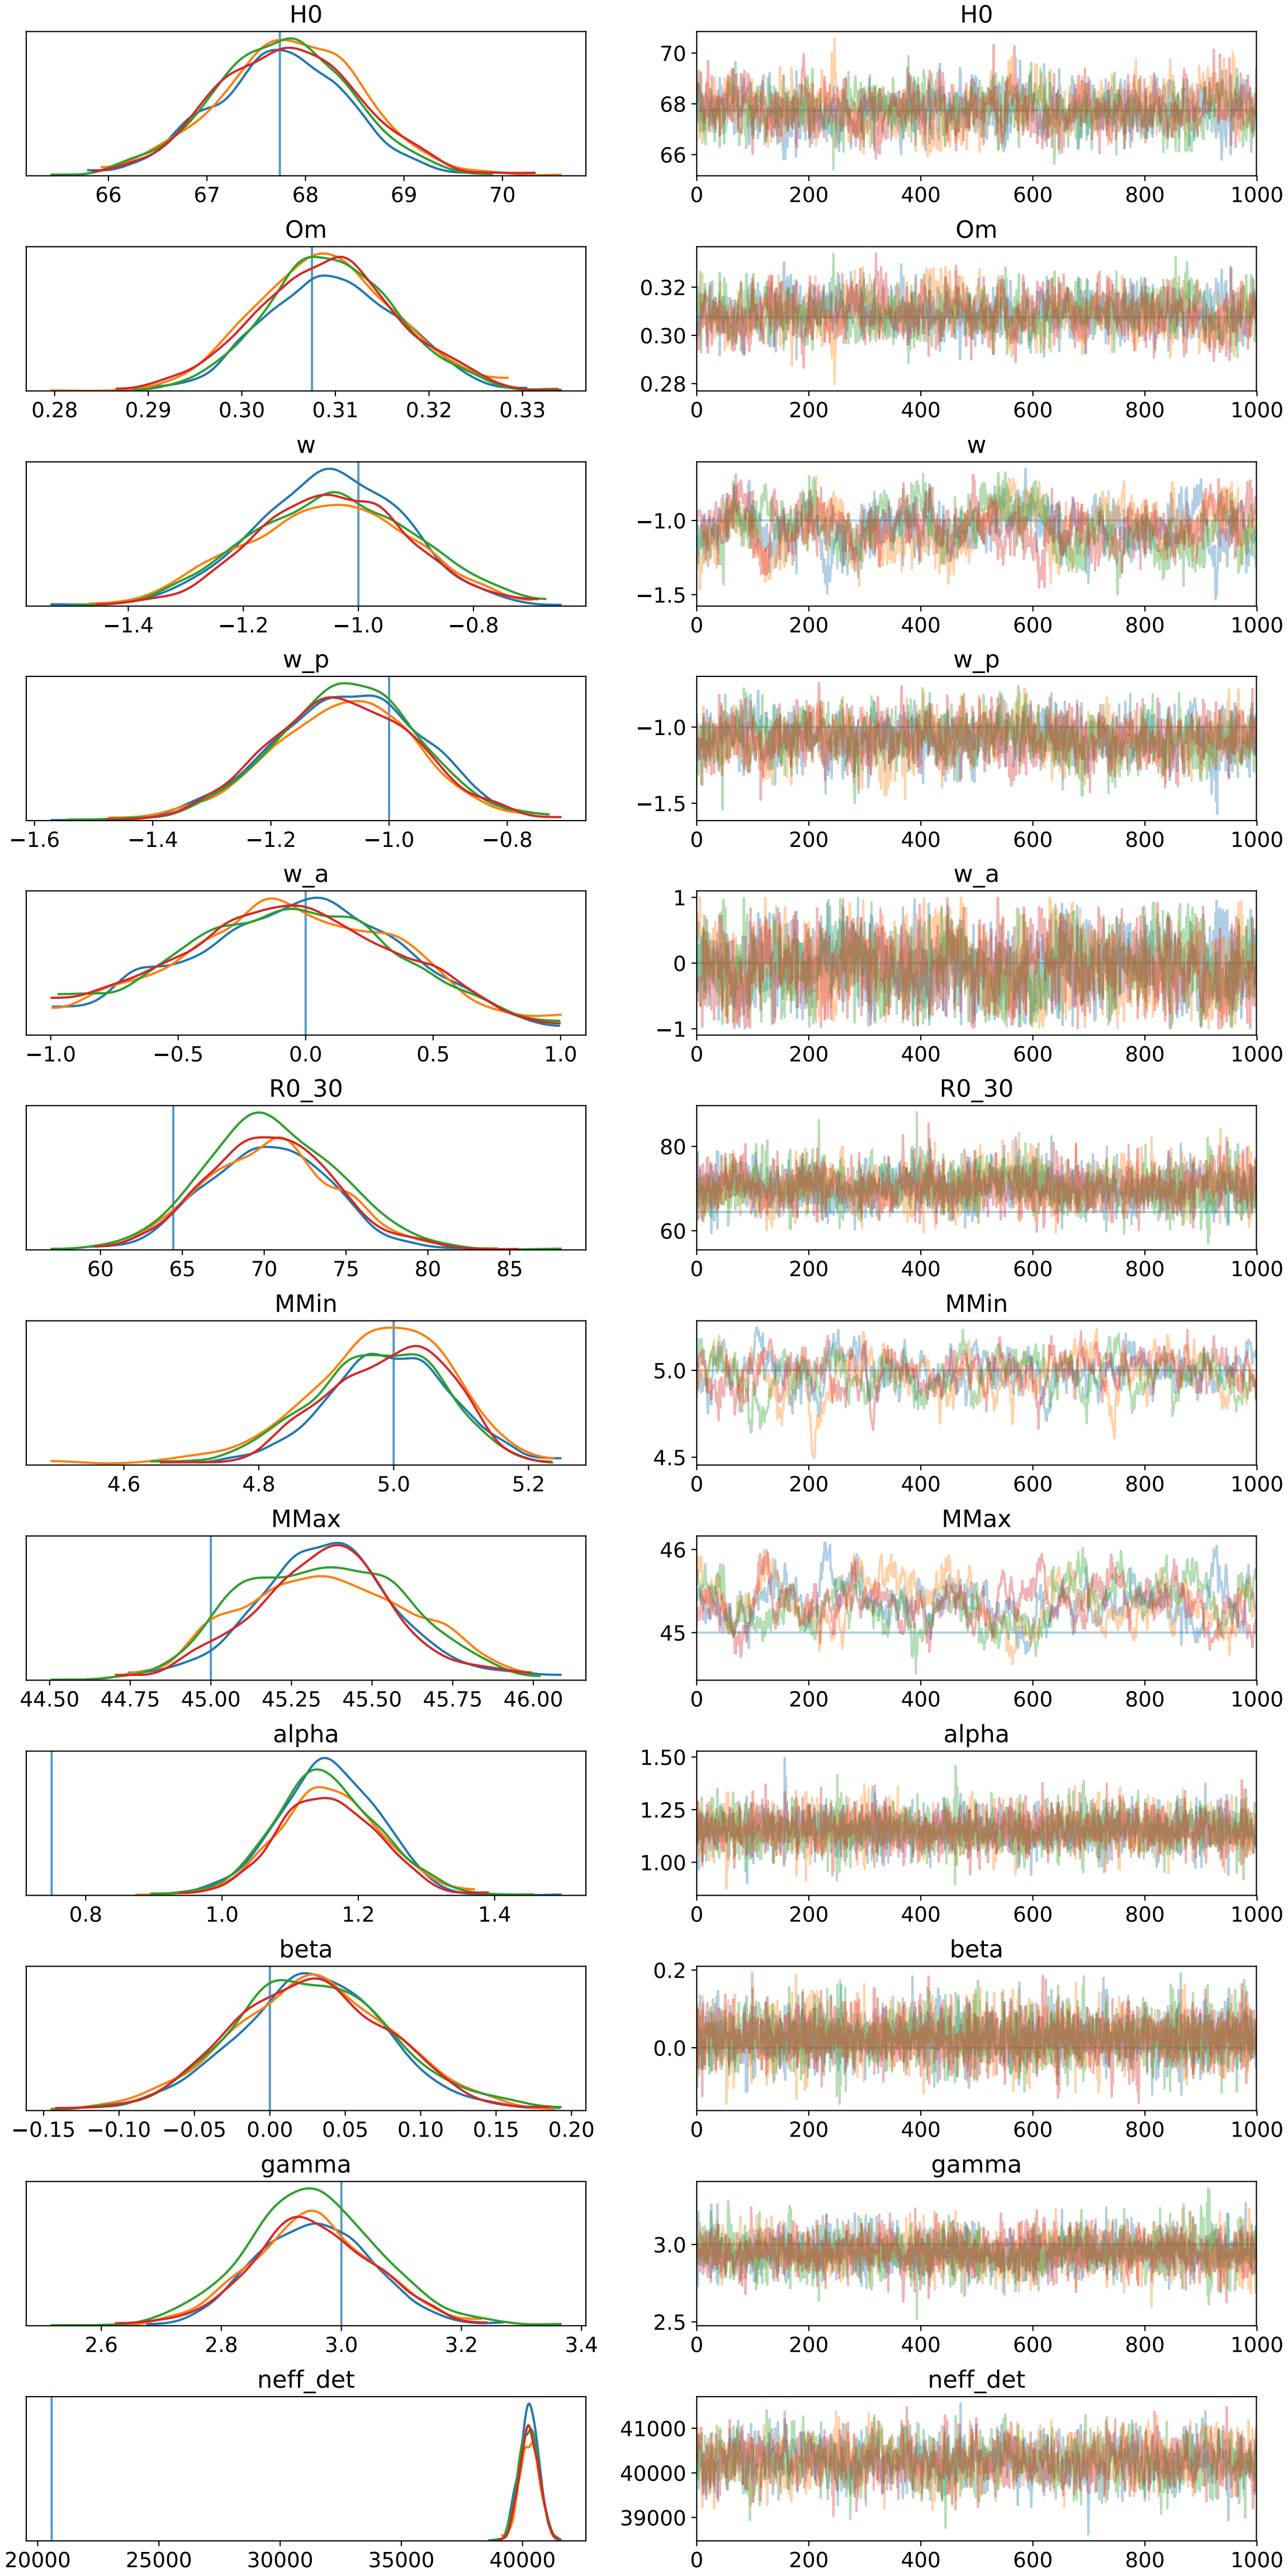 H0 H0
70
68
66
66 67 68 69 70 0 200 400 600 800 1000
Om Om
0.32
0.30
0.28
0.28 0.29 0.30 0.31 0.32 0.33 0 200 400 600 800 1000
w w
−1.0
−1.5
−1.4 −1.2 −1.0 −0.8 0 200 400 600 800 1000
w_p w_p
−1.0
−1.5
−1.6 −1.4 −1.2 −1.0 −0.8 0 200 400 600 800 1000
w_a w_a
1
0
−1
−1.0 −0.5 0.0 0.5 1.0 0 200 400 600 800 1000
R0_30 R0_30
80
60
60 65 70 75 80 85 0 200 400 600 800 1000
MMin MMin
5.0
4.5
4.6 4.8 5.0 5.2 0 200 400 600 800 1000
MMax MMax
46
45
44.50 44.75 45.00 45.25 45.50 45.75 46.00 0 200 400 600 800 1000
alpha alpha
1.50
1.25
1.00
0.8 1.0 1.2 1.4 0 200 400 600 800 1000
beta beta
0.2
0.0
−0.15 −0.10 −0.05 0.00 0.05 0.10 0.15 0.20 0 200 400 600 800 1000
gamma gamma
3.0
2.5
2.6 2.8 3.0 3.2 3.4 0 200 400 600 800 1000
neff_det neff_det
41000
40000
39000
20000 25000 30000 35000 40000 0 200 400 600 800 1000